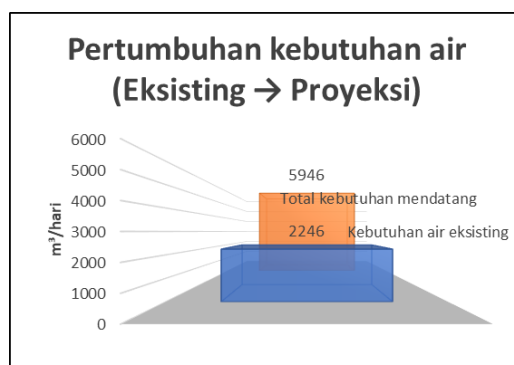 Pertumbuhan kebutuhan air
(Eksisting → Proyeksi)
6000
5000
4000
3000
2000
1000
0
m³/hari
5946
Total kebutuhan mendatang
2246 Kebutuhan air eksisting